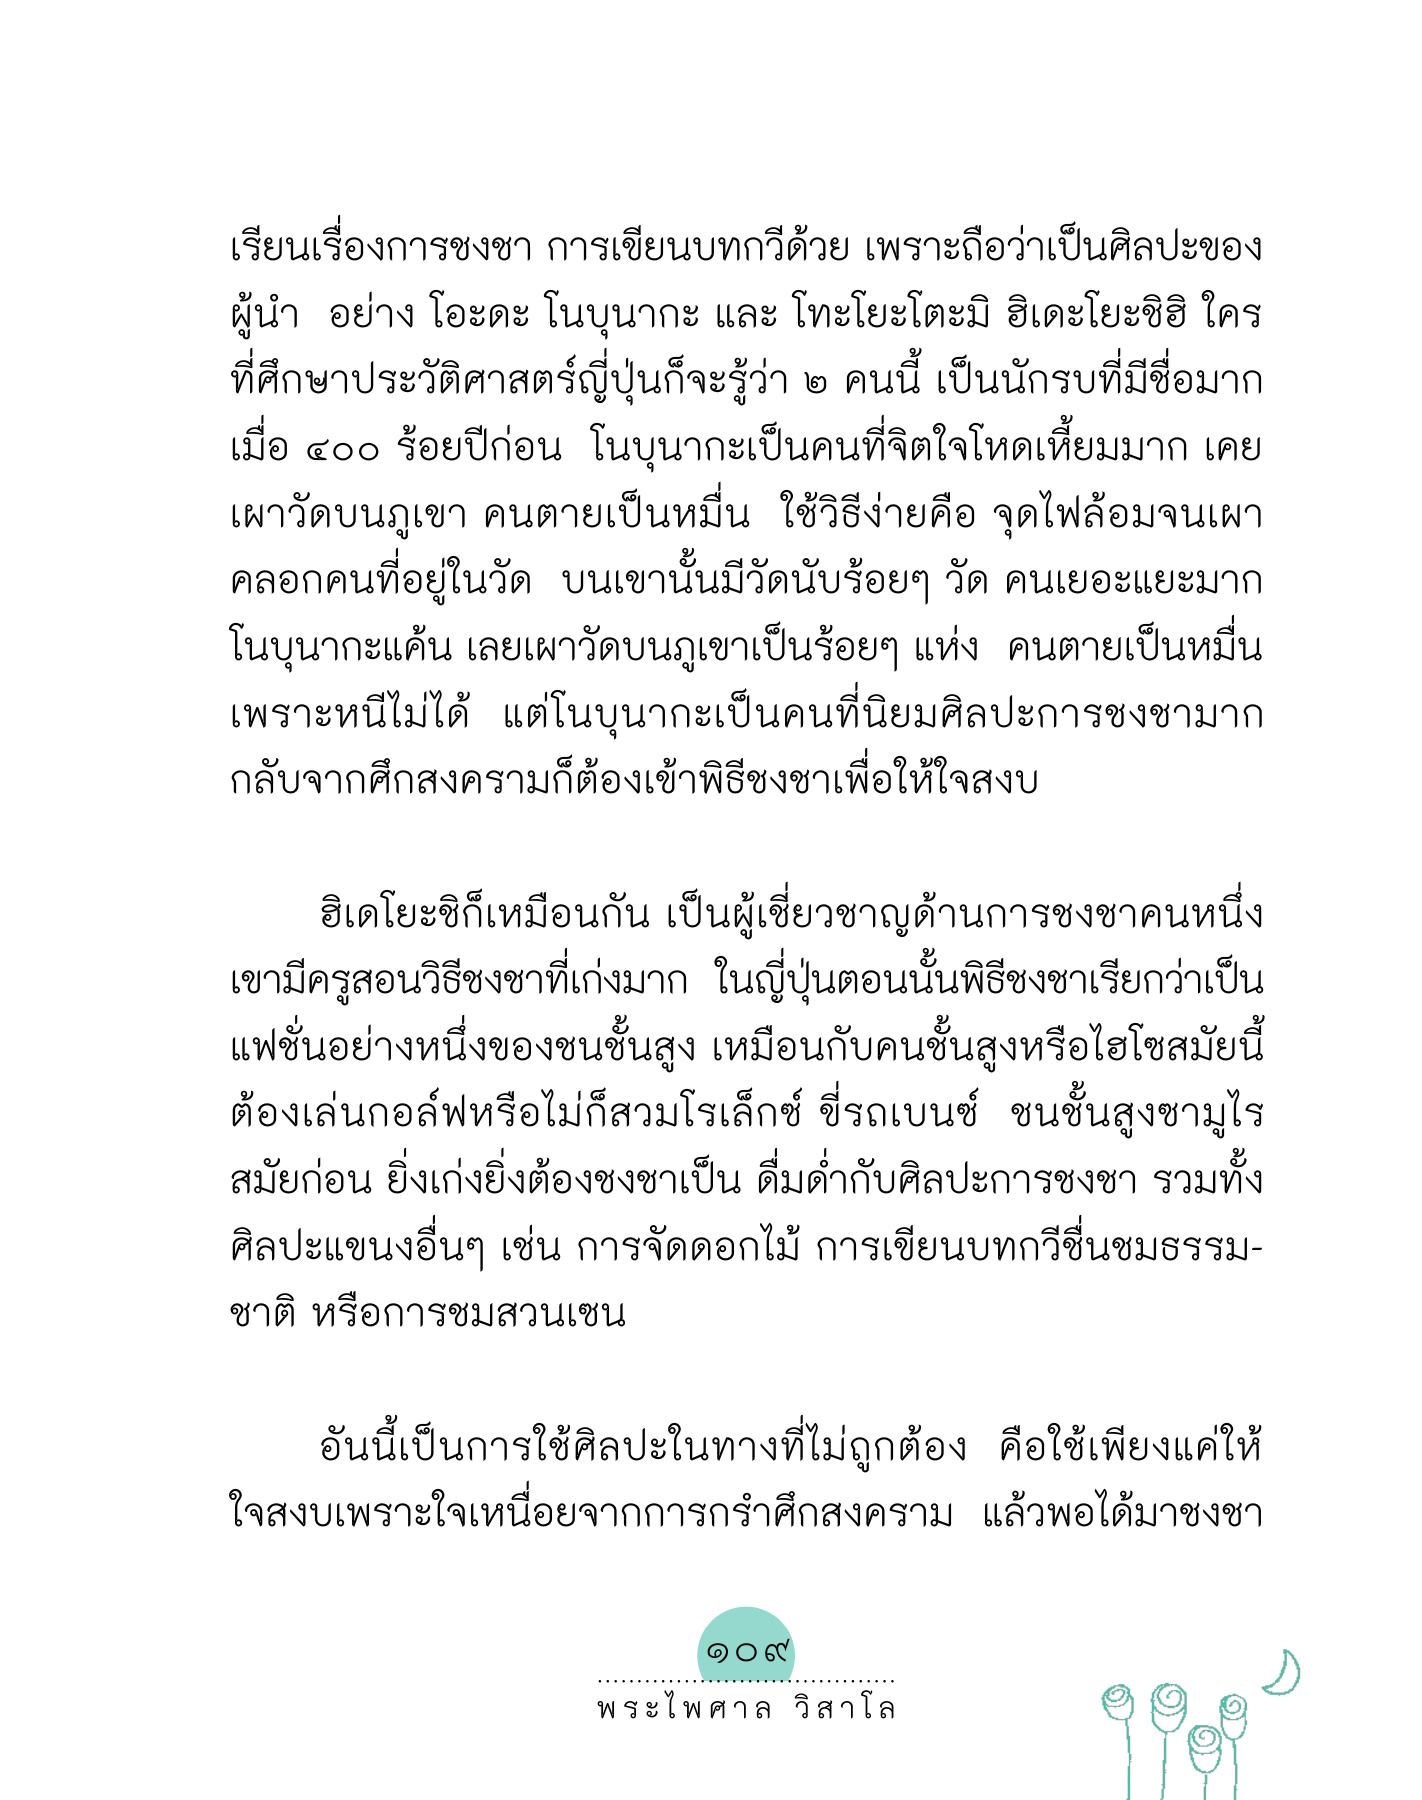 เรียนเรื่องการชงชา การเขียนบทกวีด้วย เพราะถือว่าเป็นศิลปะของ
ผู้นำ อย่าง โอะดะ โนบุนากะ และ โทะโยะโตะมิ ฮิเดะโยะชิฮิ ใคร
ที่ศึกษาประวัติศาสตร์ญี่ปุ่นก็จะรู้ว่า ๒ คนนี้ เป็นนักรบที่มีชื่อมาก
เมื่อ ๔๐๐ ร้อยปีก่อน โนบุนากะเป็นคนที่จิตใจโหดเหี้ยมมาก เคย
เผาวัดบนภูเขา คนตายเป็นหมื่น ใช้วิธีง่ายคือ จุดไฟล้อมจนเผา
คลอกคนที่อยู่ในวัด บนเขานั้นมีวัดนับร้อยๆ วัด คนเยอะแยะมาก
โนบุนากะแค้น เลยเผาวัดบนภูเขาเป็นร้อยๆ แห่ง คนตายเป็นหมื่น
เพราะหนีไม่ได้ แต่โนบุนากะเป็นคนที่นิยมศิลปะการชงชามาก
กลับจากศึกสงครามก็ต้องเข้าพิธีชงชาเพื่อให้ใจสงบ
ฮิเดโยะชิก็เหมือนกัน เป็นผู้เชี่ยวชาญด้านการชงชาคนหนึ่ง
เขามีครูสอนวิธีชงชาที่เก่งมาก ในญี่ปุ่นตอนนั้นพิธีชงชาเรียกว่าเป็น
แฟชั่นอย่างหนึ่งของชนชั้นสูง เหมือนกับคนชั้นสูงหรือไฮโซสมัยนี้
ต้องเล่นกอล์ฟหรือไม่ก็สวมโรเล็กซ์ ขี่รถเบนซ์ ชนชั้นสูงซามูไร
สมัยก่อน ยิ่งเก่งยิ่งต้องชงชาเป็น ดื่มด่ำกับศิลปะการชงชา รวมทั้ง
ศิลปะแขนงอื่นๆ เช่น การจัดดอกไม้ การเขียนบทกวีชื่นชมธรรม-
ชาติ หรือการชมสวนเซน
อันนี้เป็นการใช้ศิลปะในทางที่ไม่ถูกต้อง คือใช้เพียงแค่ให้
ใจสงบเพราะใจเหนื่อยจากการกรำศึกสงคราม แล้วพอได้มาชงชา
๑๐๙
พระไพศาล วิสาโล